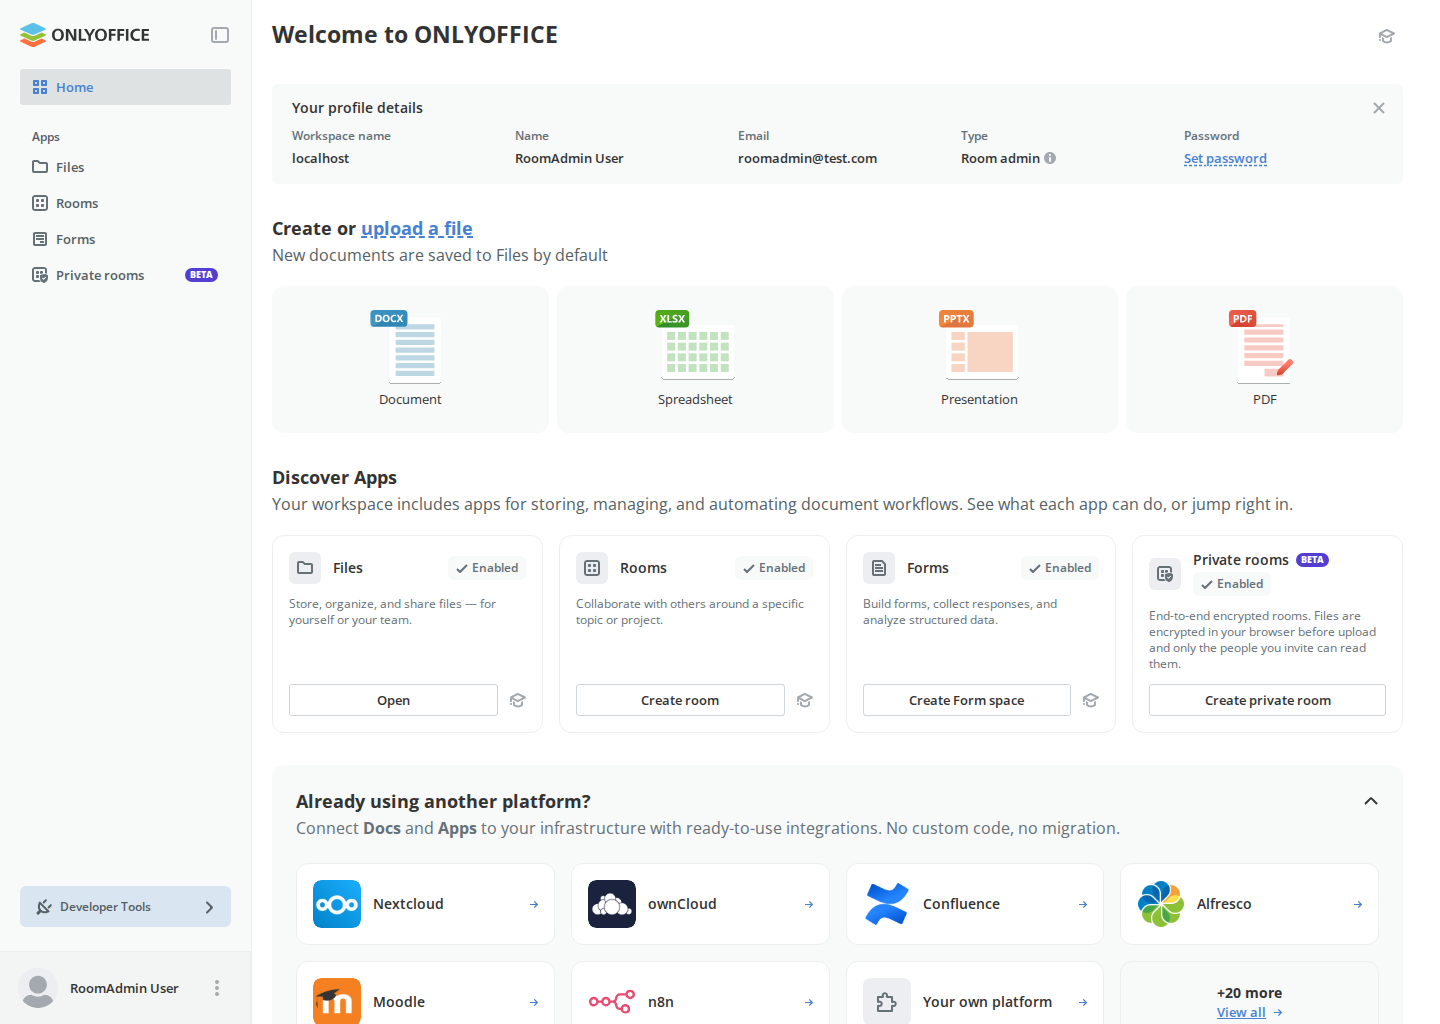 ONLYOFFICE
Home
Apps
Files
Rooms
Forms
Private rooms BETA
Developer Tools
RoomAdmin User
Welcome to ONLYOFFICE
Your profile details
Workspace name
localhost
Name
RoomAdmin User
Email
roomadmin@test.com
Type
Room admin
Password
Set password
Create or upload a file
New documents are saved to Files by default
DOCX
Document
XLSX
Spreadsheet
PPTX
Presentation
PDF
PDF
Discover Apps
Your workspace includes apps for storing, managing, and automating document workflows. See what each app can do, or jump right in.
Files Enabled
Store, organize, and share files — for
yourself or your team.
Open
Rooms Enabled
Collaborate with others around a specific
topic or project.
Create room
Forms Enabled
Build forms, collect responses, and
analyze structured data.
Create Form space
Private rooms BETA
Enabled
End-to-end encrypted rooms. Files are
encrypted in your browser before upload
and only the people you invite can read
them.
Create private room
Already using another platform?
Connect Docs and Apps to your infrastructure with ready-to-use integrations. No custom code, no migration.
Nextcloud
ownCloud
Confluence
Alfresco
Moodle
n8n
Your own platform
+20 more
View all